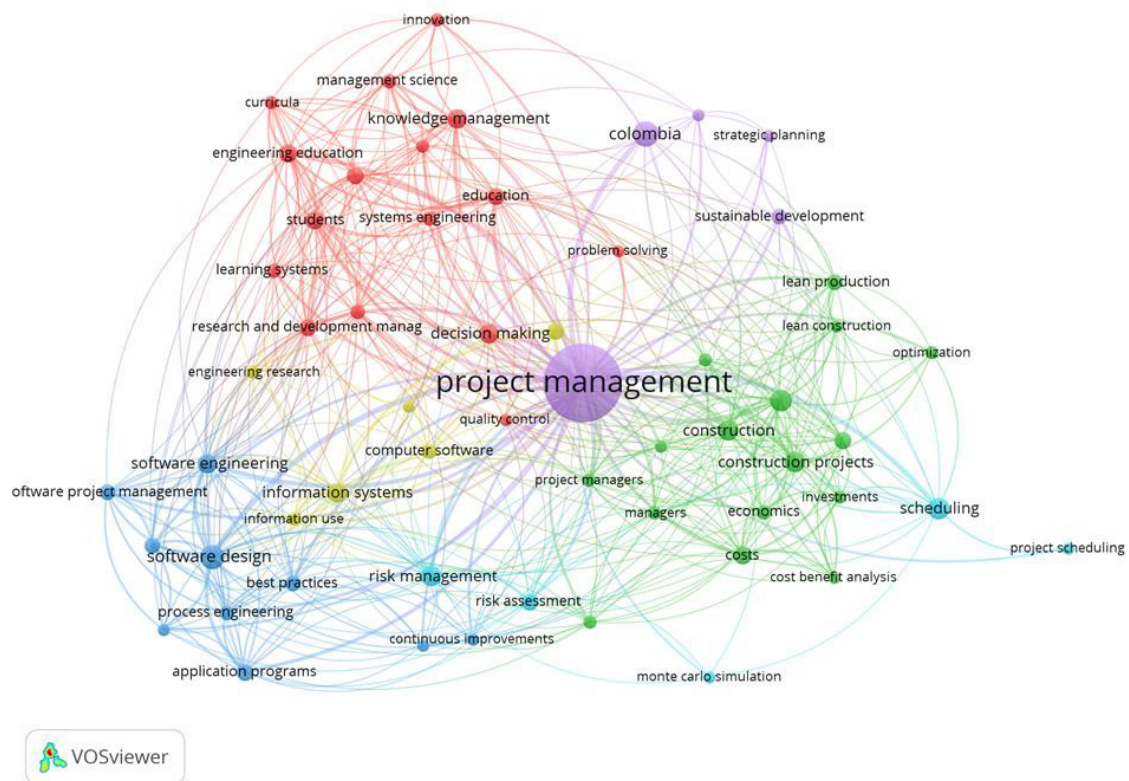 innovation
management science
curricula
knowledge management
colombia
strategic planning
engineering education
education
students
systems engineering
sustainable development
problem solving
learning systems
lean production
research and development manag
decision making
lean construction
optimization
engineering research
project management
quality control
construction
computer software
software engineering
construction projects
oftware project management
information systems
project managers
investments
information use
managers
economics
scheduling
software design
costs
project scheduling
best practices
risk management
cost benefit analysis
process engineering
risk assessment
continuous improvements
application programs
monte carlo simulation
VOSviewer